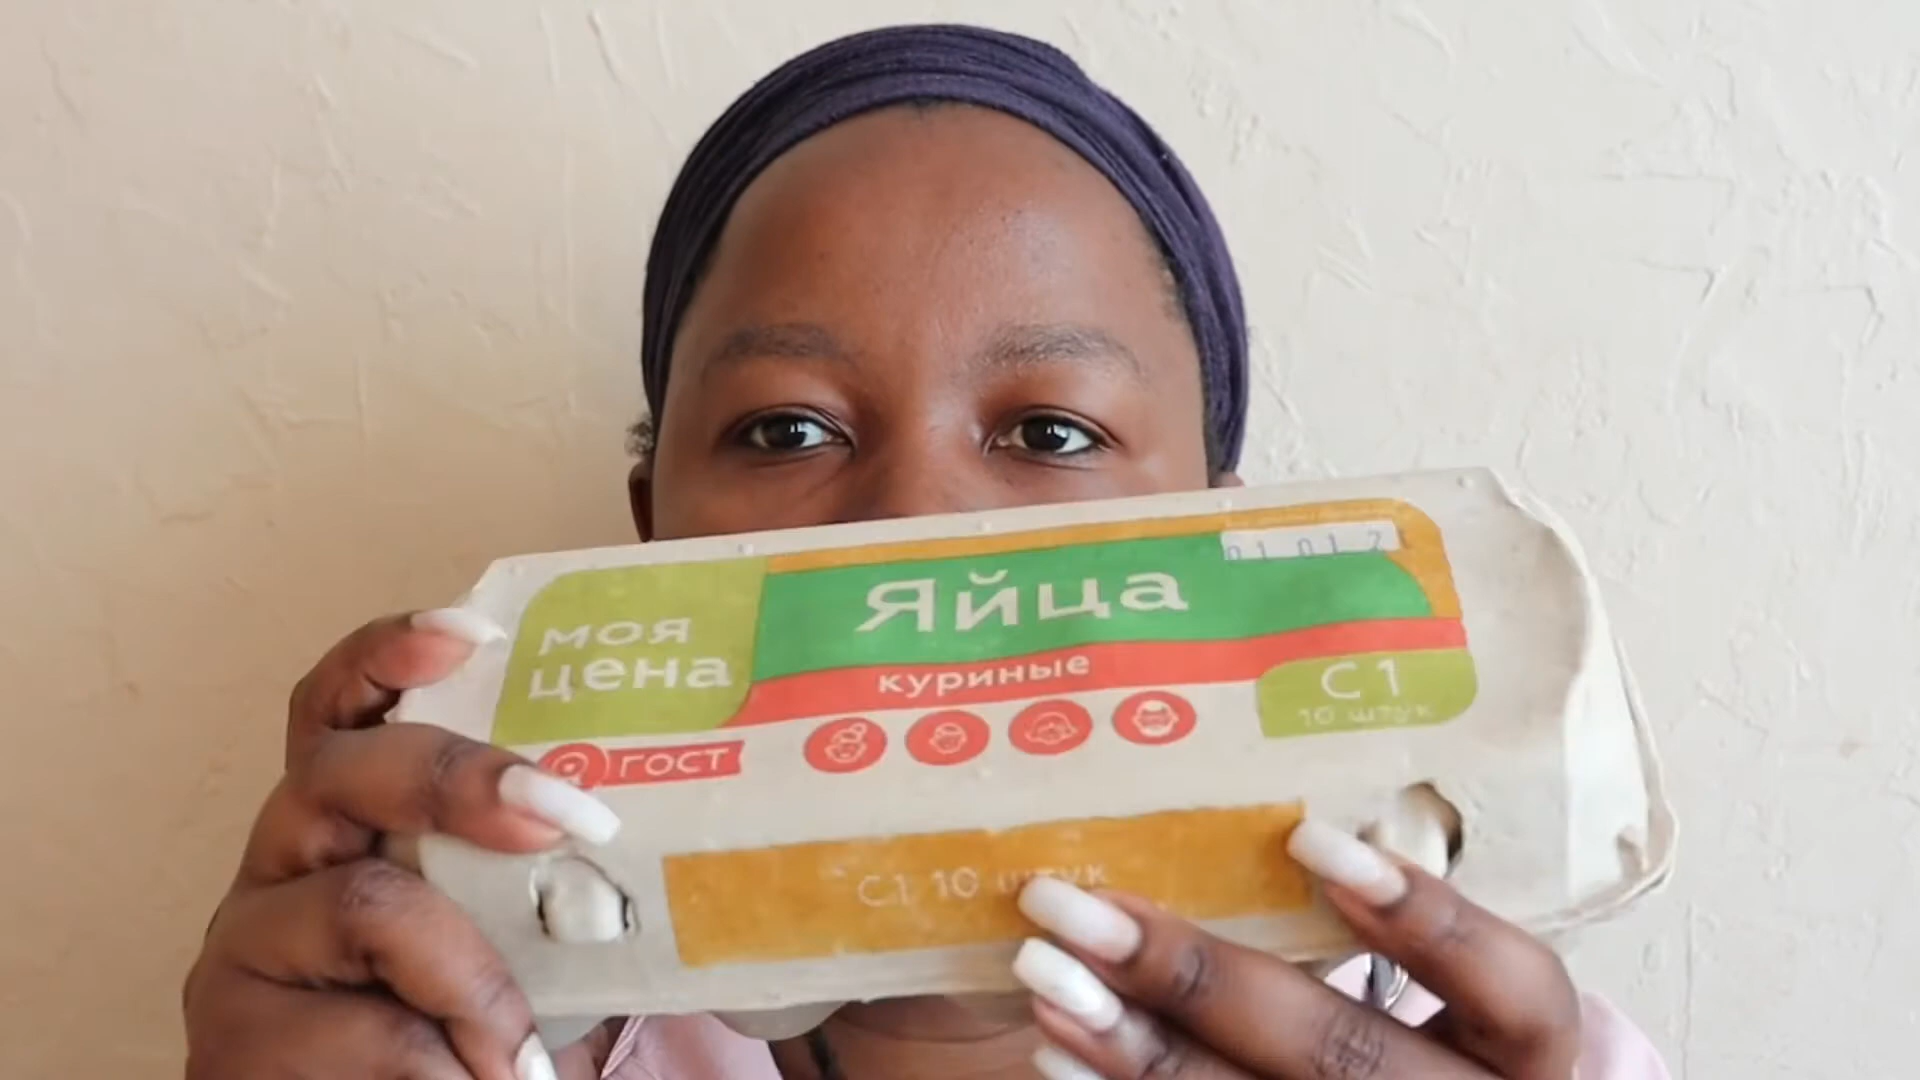 моя
цена
Яйца
куриные
С1
10 штук
ГОСТ
С1 10 штук